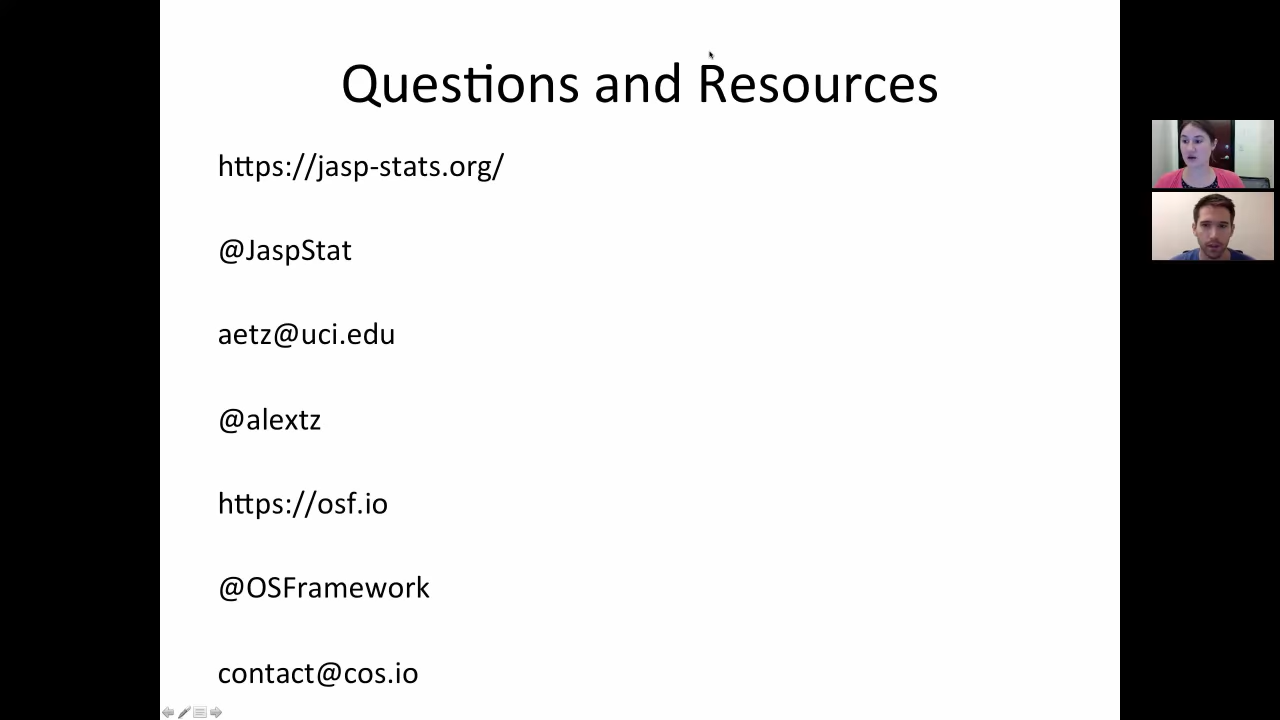 Questions and Resources
https://jasp-stats.org/
@JaspStat
aetz@uci.edu
@alextz
https://osf.io
@OSFramework
contact@cos.io